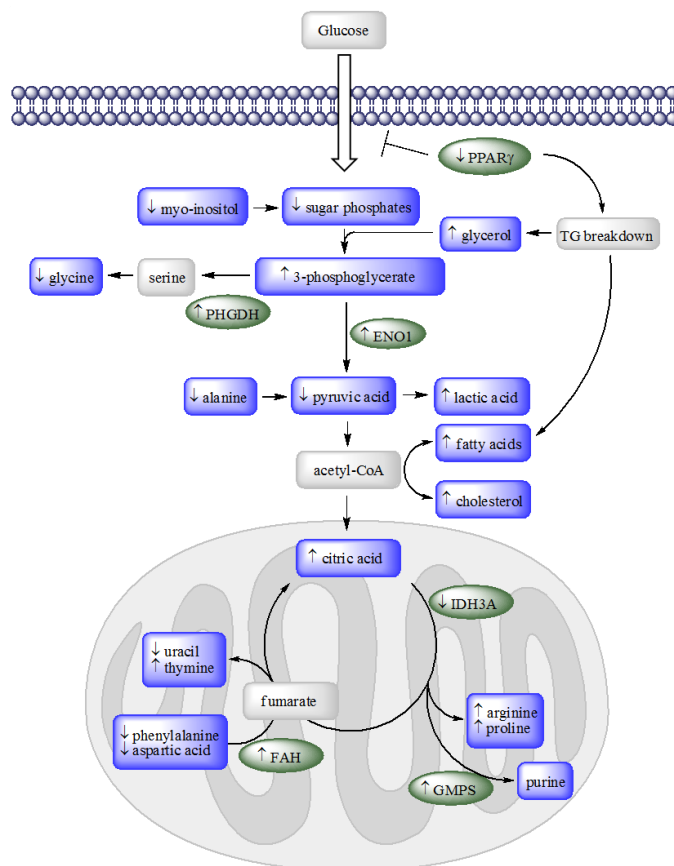 Glucose
↓ PPARγ
↓ myo-inositol
↓ sugar phosphates
↑ glycerol
TG breakdown
↓ glycine
serine
↑ 3-phosphoglycerate
↑ PHGDH
↑ ENO1
↓ alanine
↓ pyruvic acid
↑ lactic acid
↑ fatty acids
acetyl-CoA
↑ cholesterol
↑ citric acid
↓ IDH3A
↓ uracil
↑ thymine
fumarate
↑ arginine
↑ proline
↓ phenylalanine
↓ aspartic acid
↑ FAH
↑ GMPS
purine